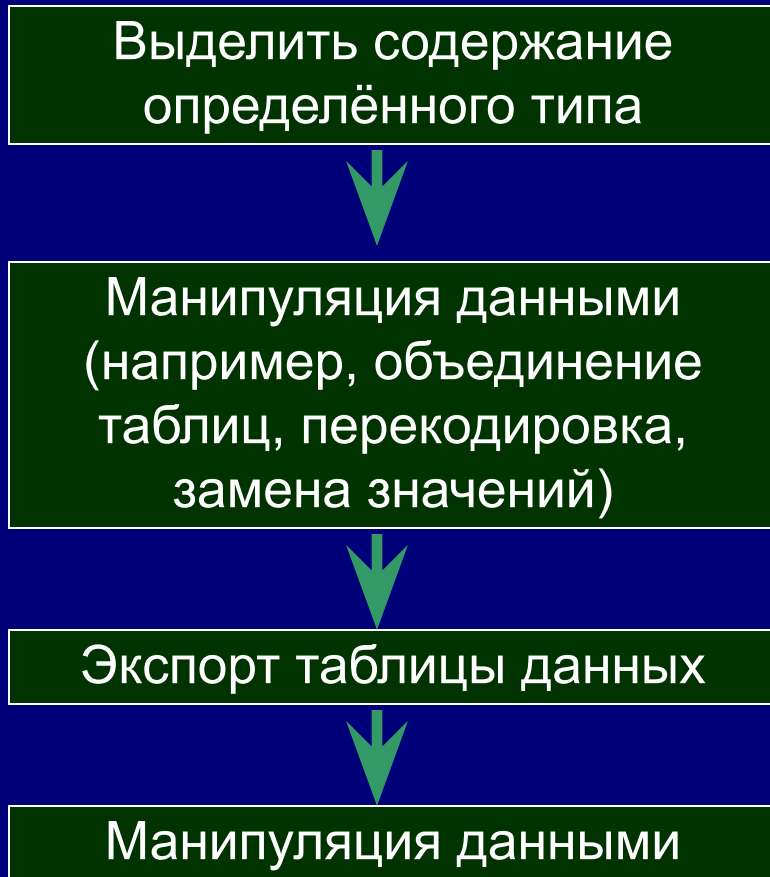 Выделить содержание
определённого типа
Манипуляция данными
(например, объединение
таблиц, перекодировка,
замена значений)
Экспорт таблицы данных
Манипуляция данными